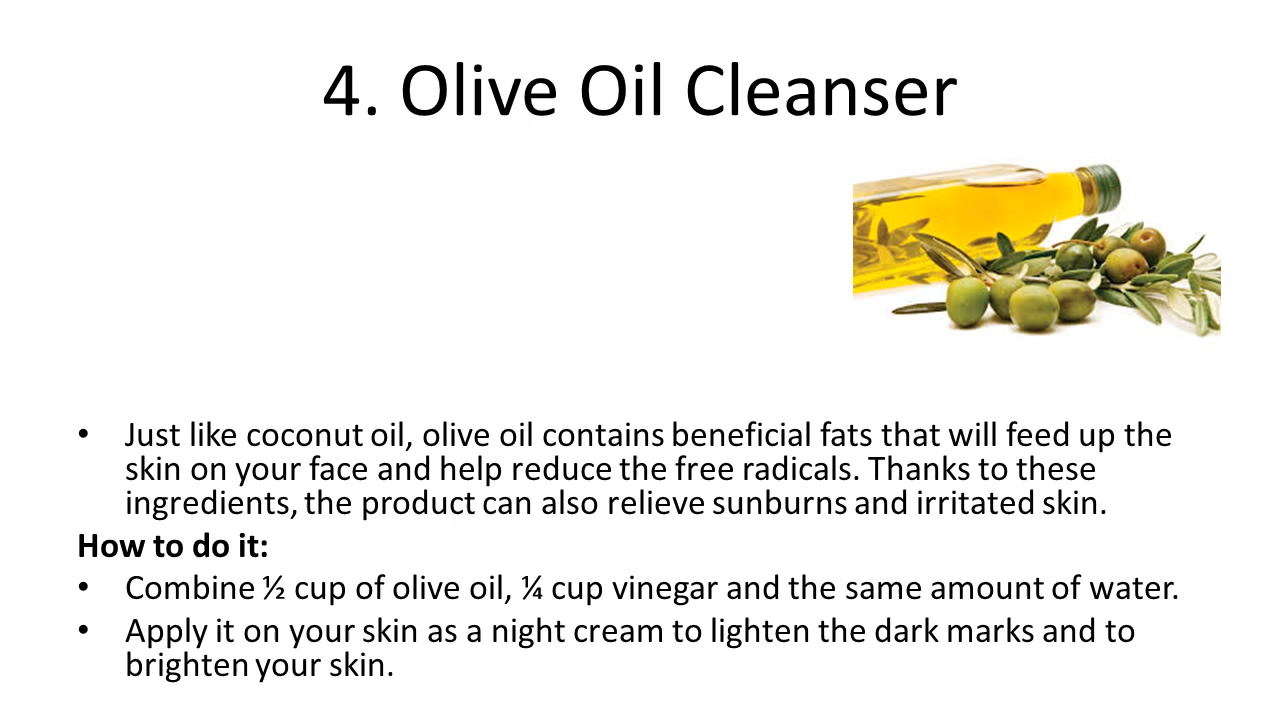 4. Olive Oil Cleanser
• Just like coconut oil, olive oil contains beneficial fats that will feed up the
skin on your face and help reduce the free radicals. Thanks to these
ingredients, the product can also relieve sunburns and irritated skin.
How to do it:
• Combine ½ cup of olive oil, ¼ cup vinegar and the same amount of water.
• Apply it on your skin as a night cream to lighten the dark marks and to
brighten your skin.